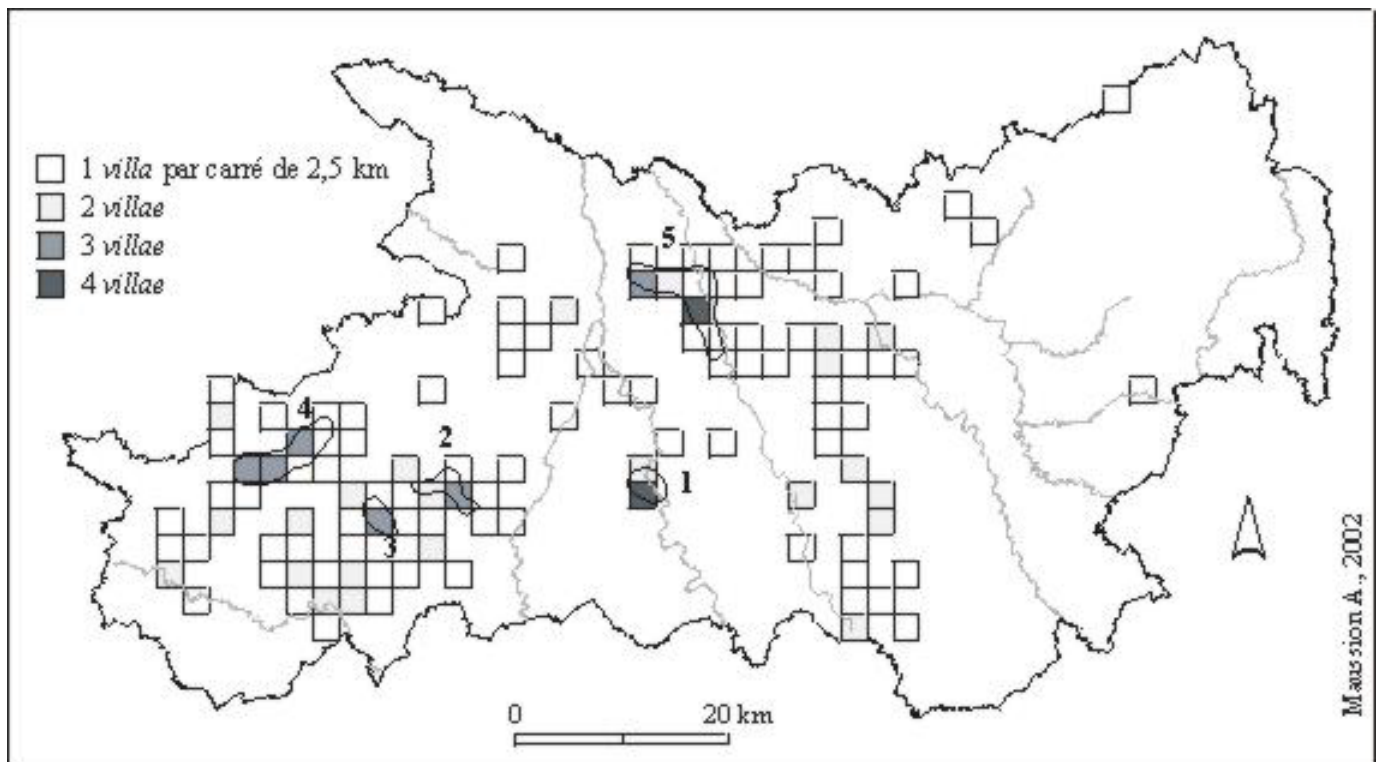 1 villa par carré de 2,5 km
2 villae
3 villae
4 villae
5
4
2
1
3
0 20 km
Maussion A., 2002